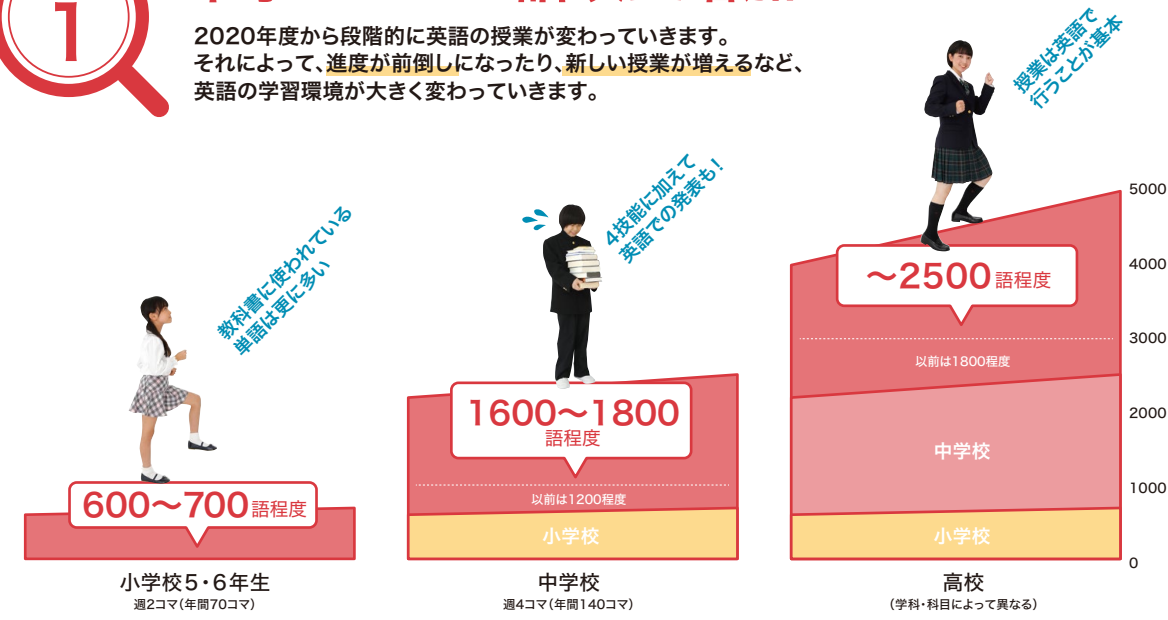 1
2020年度から段階的に英語の授業が変わっていきます。
それによって、進度が前倒しになったり、新しい授業が増えるなど、
英語の学習環境が大きく変わっていきます。
教科書に使われている
単語は更に多い
600〜700語程度
小学校5・6年生
週2コマ(年間70コマ)
4技能に加えて
英語での発表も!
1600〜1800
語程度
以前は1200程度
小学校
中学校
週4コマ(年間140コマ)
授業は英語で
行うことが基本
〜2500語程度
以前は1800程度
中学校
小学校
高校
(学科・科目によって異なる)
5000
4000
3000
2000
1000
0